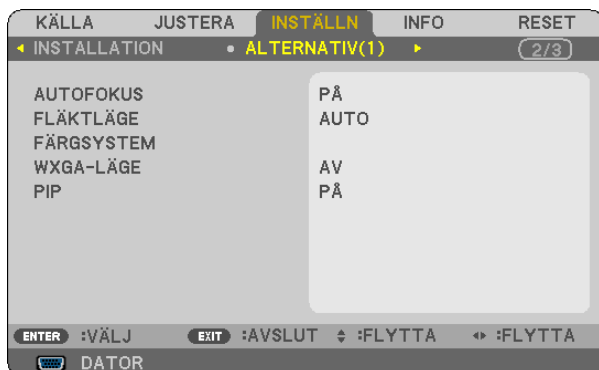 KÄLLA JUSTERA INSTÄLLN INFO RESET
INSTALLATION ALTERNATIV(1) 2/3
AUTOFOKUS PÅ
FLÄKTLÄGE AUTO
FÄRGSYSTEM
WXGA-LÄGE AV
PIP PÅ
ENTER :VÄLJ EXIT :AVSLUT :FLYTTA :FLYTTA
DATOR